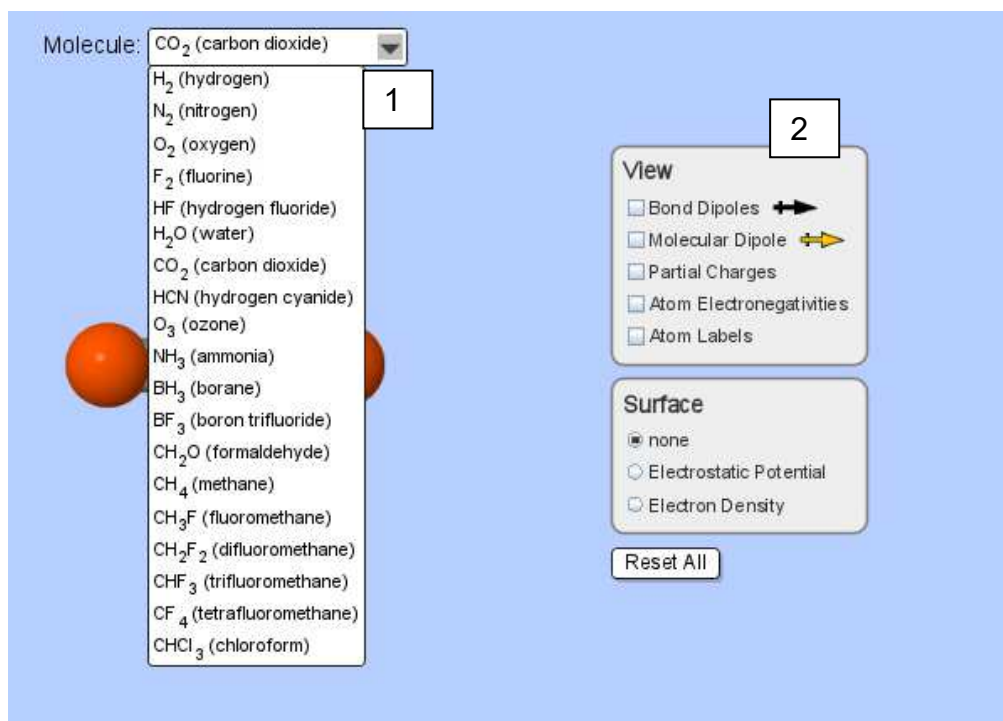 Molecule: CO2 (carbon dioxide)
H2 (hydrogen)
N2 (nitrogen)
O2 (oxygen)
F2 (fluorine)
HF (hydrogen fluoride)
H2O (water)
CO2 (carbon dioxide)
HCN (hydrogen cyanide)
O3 (ozone)
NH3 (ammonia)
BH3 (borane)
BF3 (boron trifluoride)
CH2O (formaldehyde)
CH4 (methane)
CH3F (fluoromethane)
CH2F2 (difluoromethane)
CHF3 (trifluoromethane)
CF4 (tetrafluoromethane)
CHCl3 (chloroform)
1
2
View
Bond Dipoles
Molecular Dipole
Partial Charges
Atom Electronegativities
Atom Labels
Surface
none
Electrostatic Potential
Electron Density
Reset All